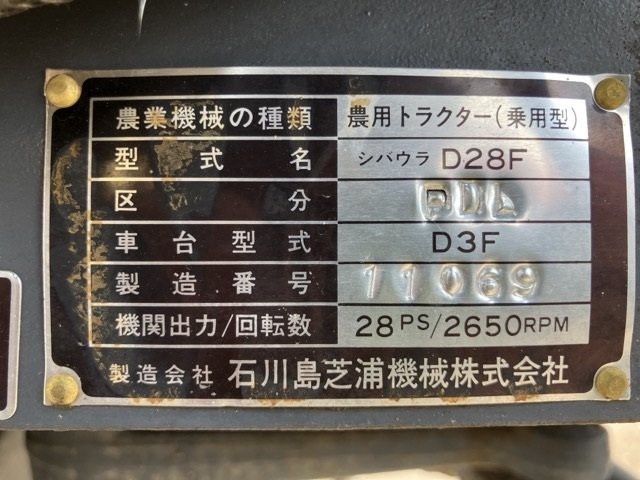 農業機械の種類 農用トラクター(乗用型)
型式名 シバウラ D28F
区分 PDL
車台型式 D3F
製造番号 11069
機関出力/回転数 28PS/2650RPM
製造会社 石川島芝浦機械株式会社